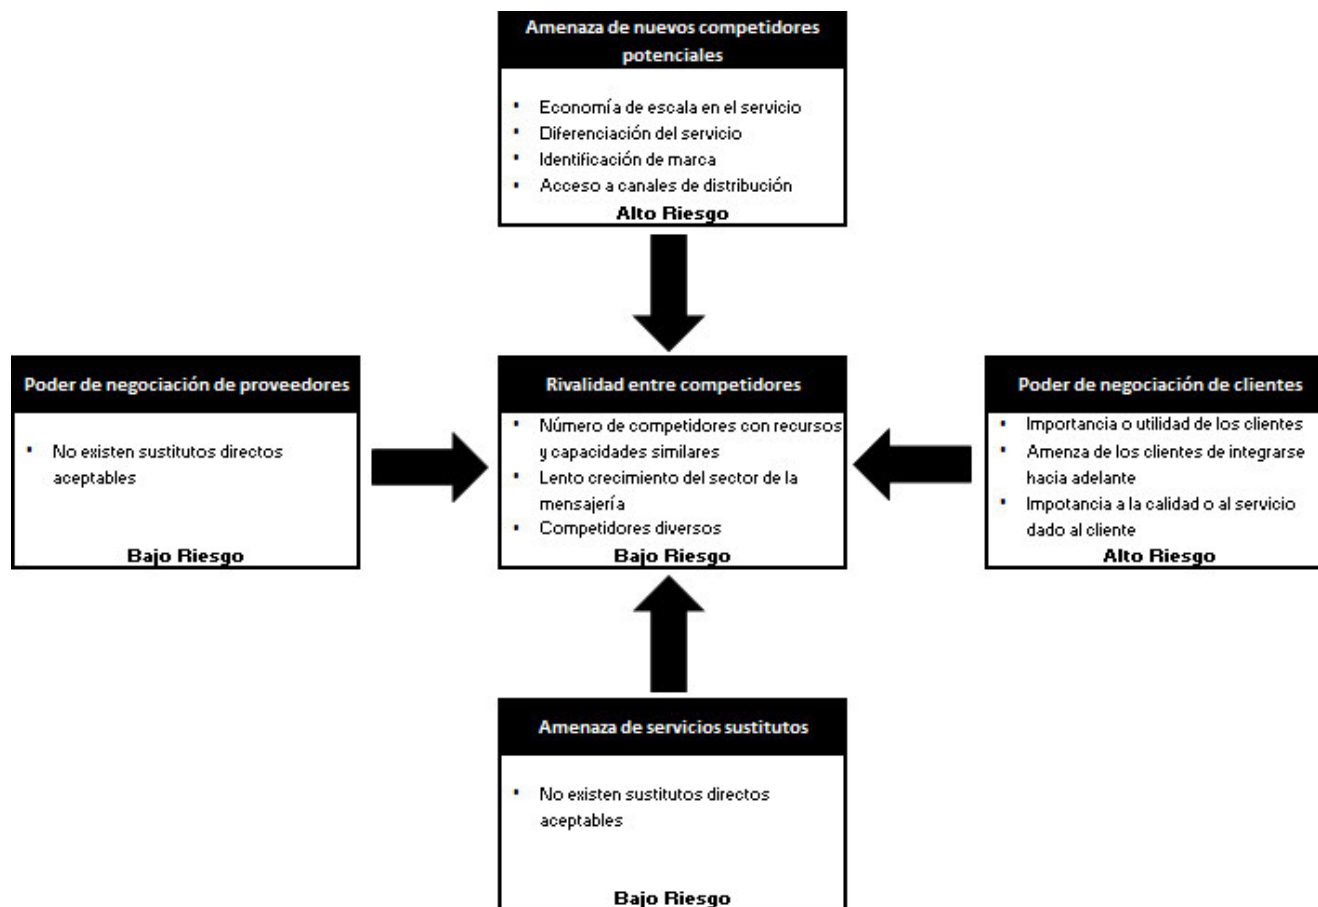 Amenaza de nuevos competidores
potenciales
Economía de escala en el servicio
Diferenciación del servicio
Identificación de marca
Acceso a canales de distribución
Alto Riesgo
Poder de negociación de proveedores
No existen sustitutos directos
aceptables
Bajo Riesgo
Rivalidad entre competidores
Número de competidores con recursos
y capacidades similares
Lento crecimiento del sector de la
mensajería
Competidores diversos
Bajo Riesgo
Poder de negociación de clientes
Importancia o utilidad de los clientes
Amenza de los clientes de integrarse
hacia adelante
Impotancia a la calidad o al servicio
dado al cliente
Alto Riesgo
Amenaza de servicios sustitutos
No existen sustitutos directos
aceptables
Bajo Riesgo